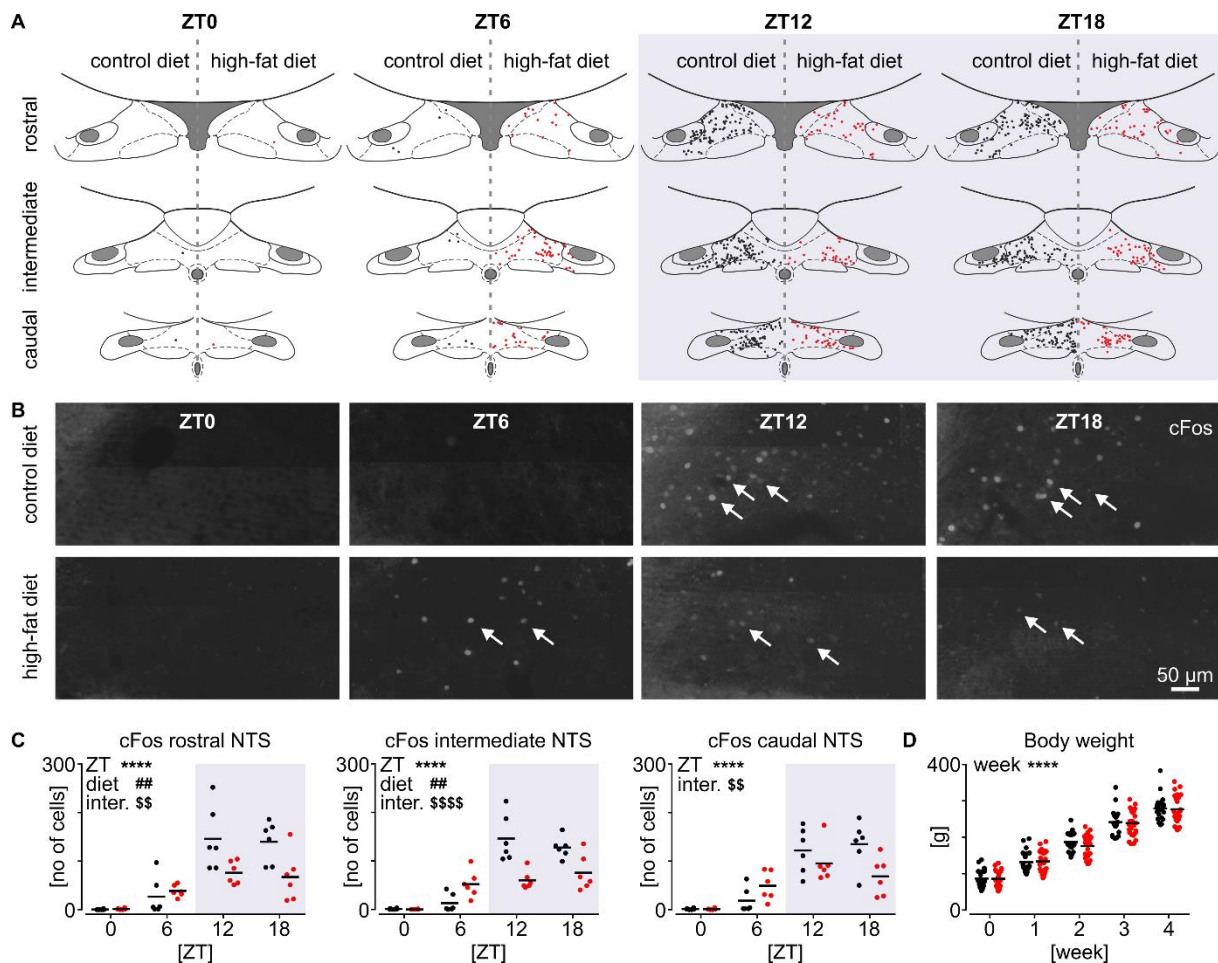 A
ZT0 ZT6 ZT12 ZT18
control diet high-fat diet control diet high-fat diet control diet high-fat diet control diet high-fat diet
rostral
intermediate
caudal
B
ZT0 ZT6 ZT12 ZT18 cFos
control diet
high-fat diet
50 µm
C cFos rostral NTS cFos intermediate NTS cFos caudal NTS D Body weight
300 300 300 400
ZT **** ZT **** ZT **** week ****
diet ## diet ## inter. $$
inter. $$ inter. $$$$
[no of cells] [no of cells] [no of cells] [g]
0 0 0 0
0 6 12 18 0 6 12 18 0 6 12 18 0 1 2 3 4
[ZT] [ZT] [ZT] [week]